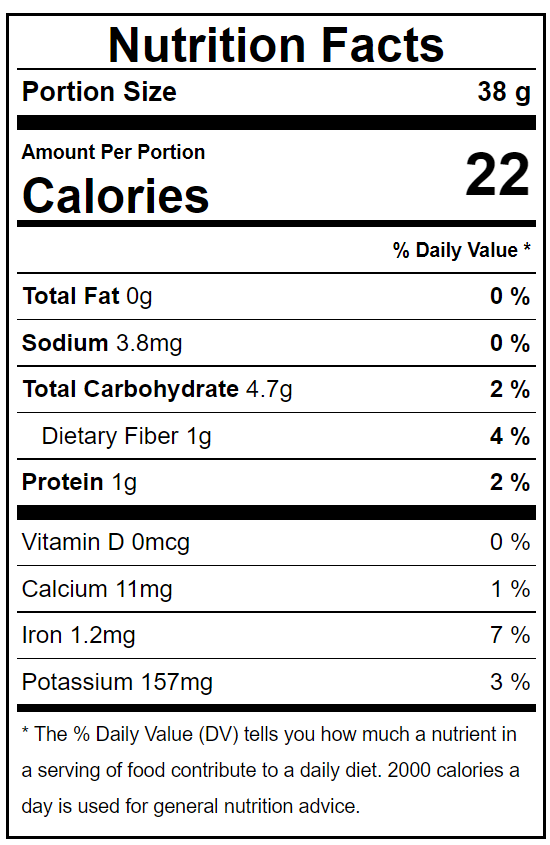 Nutrition Facts
Portion Size 38 g
Amount Per Portion
Calories 22
% Daily Value *
Total Fat 0g 0 %
Sodium 3.8mg 0 %
Total Carbohydrate 4.7g 2 %
Dietary Fiber 1g 4 %
Protein 1g 2 %
Vitamin D 0mcg 0 %
Calcium 11mg 1 %
Iron 1.2mg 7 %
Potassium 157mg 3 %
* The % Daily Value (DV) tells you how much a nutrient in
a serving of food contribute to a daily diet. 2000 calories a
day is used for general nutrition advice.